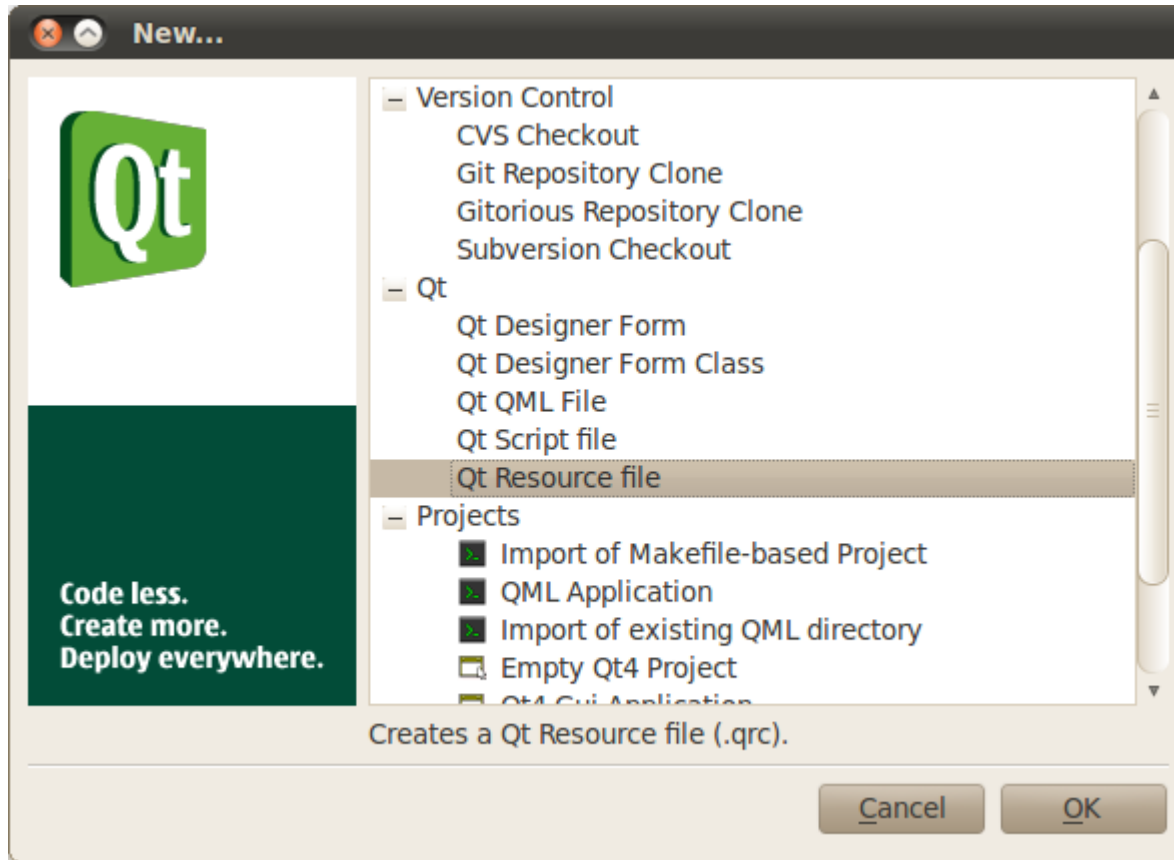 New...
Qt
Code less.
Create more.
Deploy everywhere.
Version Control
CVS Checkout
Git Repository Clone
Gitorious Repository Clone
Subversion Checkout
Qt
Qt Designer Form
Qt Designer Form Class
Qt QML File
Qt Script file
Qt Resource file
Projects
Import of Makefile-based Project
QML Application
Import of existing QML directory
Empty Qt4 Project
Qt4 Gui Application
Creates a Qt Resource file (.qrc).
Cancel
OK